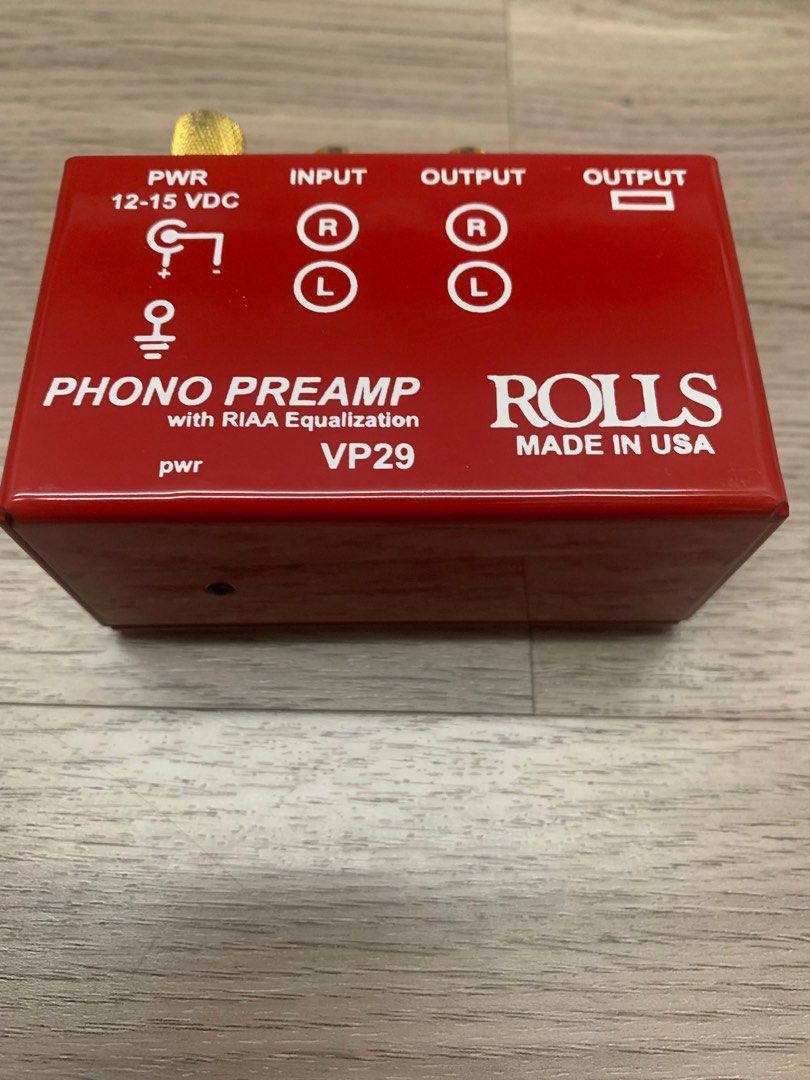 PWR INPUT OUTPUT OUTPUT
12-15 VDC
R R
+ -
L L
PHONO PREAMP ROLLS
with RIAA Equalization MADE IN USA
pwr VP29